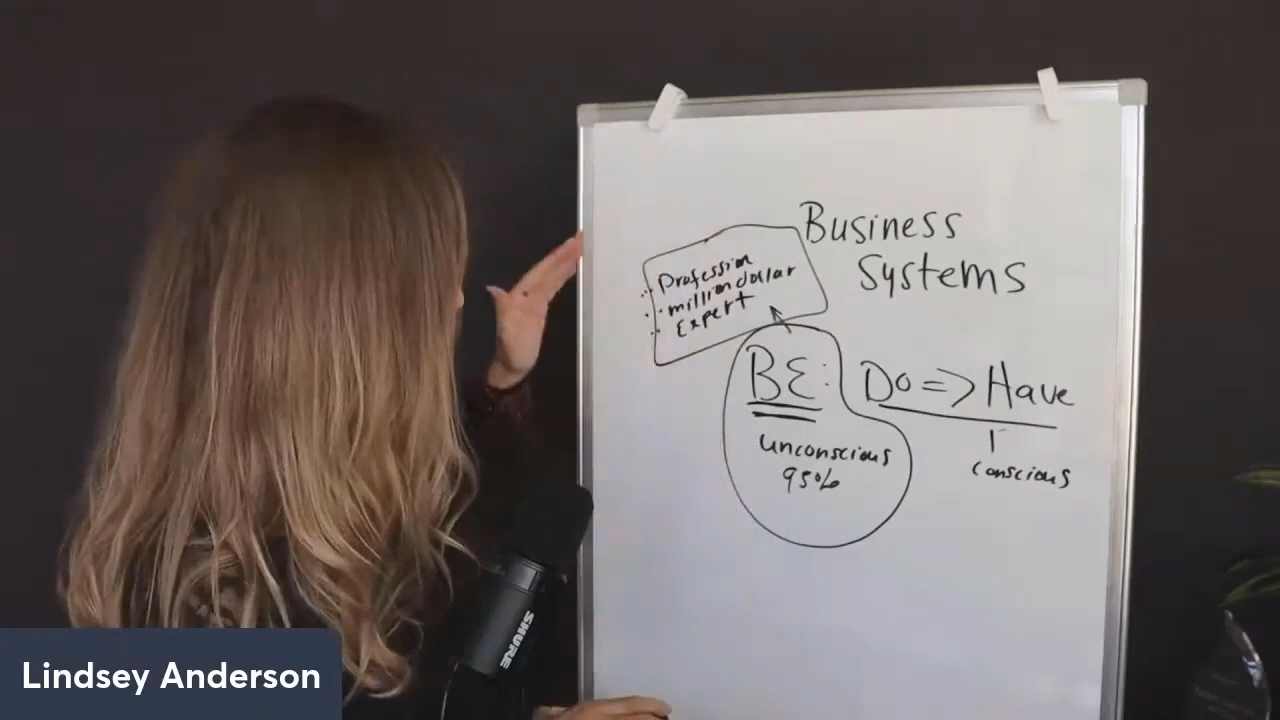 Business
Systems
Profession
million dollar
Expert
BE: Do => Have
unconscious
95%
conscious
SHURE
Lindsey Anderson